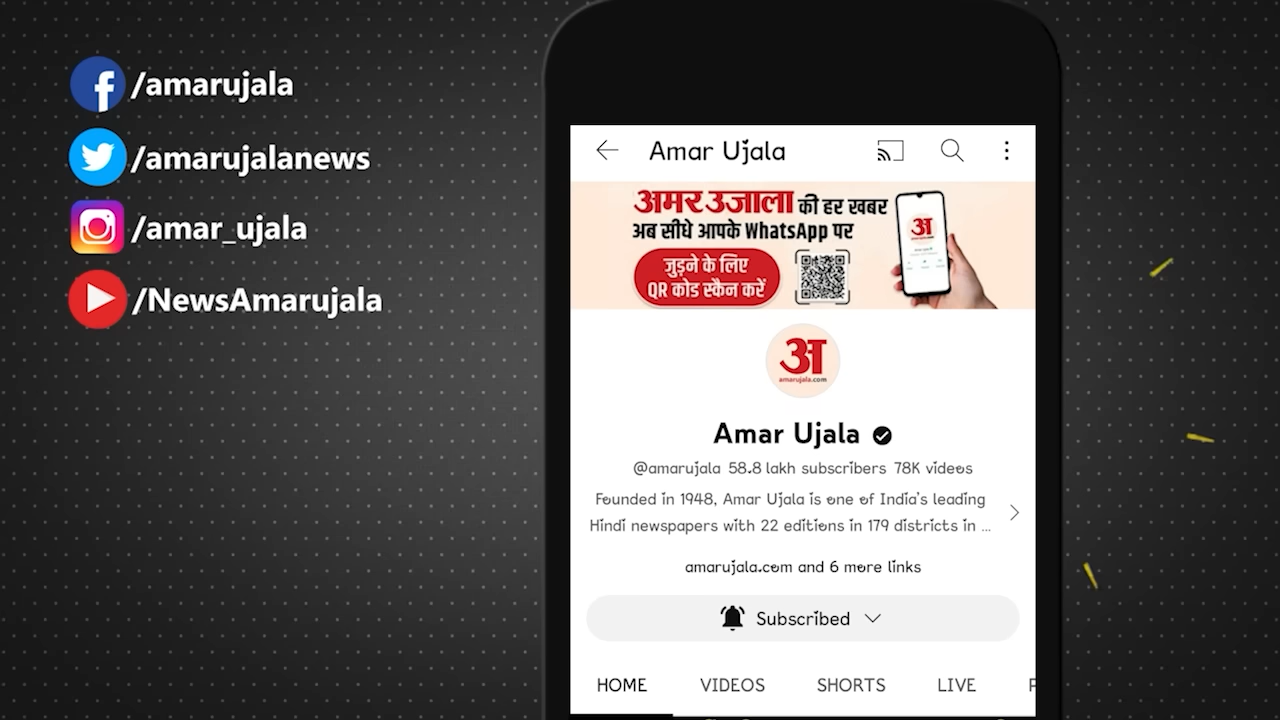 /amarujala
/amarujalanews
/amar_ujala
/NewsAmarujala
Amar Ujala
अमर उजाला की हर खबर
अब सीधे आपके WhatsApp पर
जुड़ने के लिए
QR कोड स्कैन करें
अ
अ
amarujala.com
Amar Ujala
@amarujala 58.8 lakh subscribers 78K videos
Founded in 1948, Amar Ujala is one of India's leading
Hindi newspapers with 22 editions in 179 districts in ...
amarujala.com and 6 more links
Subscribed
HOME VIDEOS SHORTS LIVE